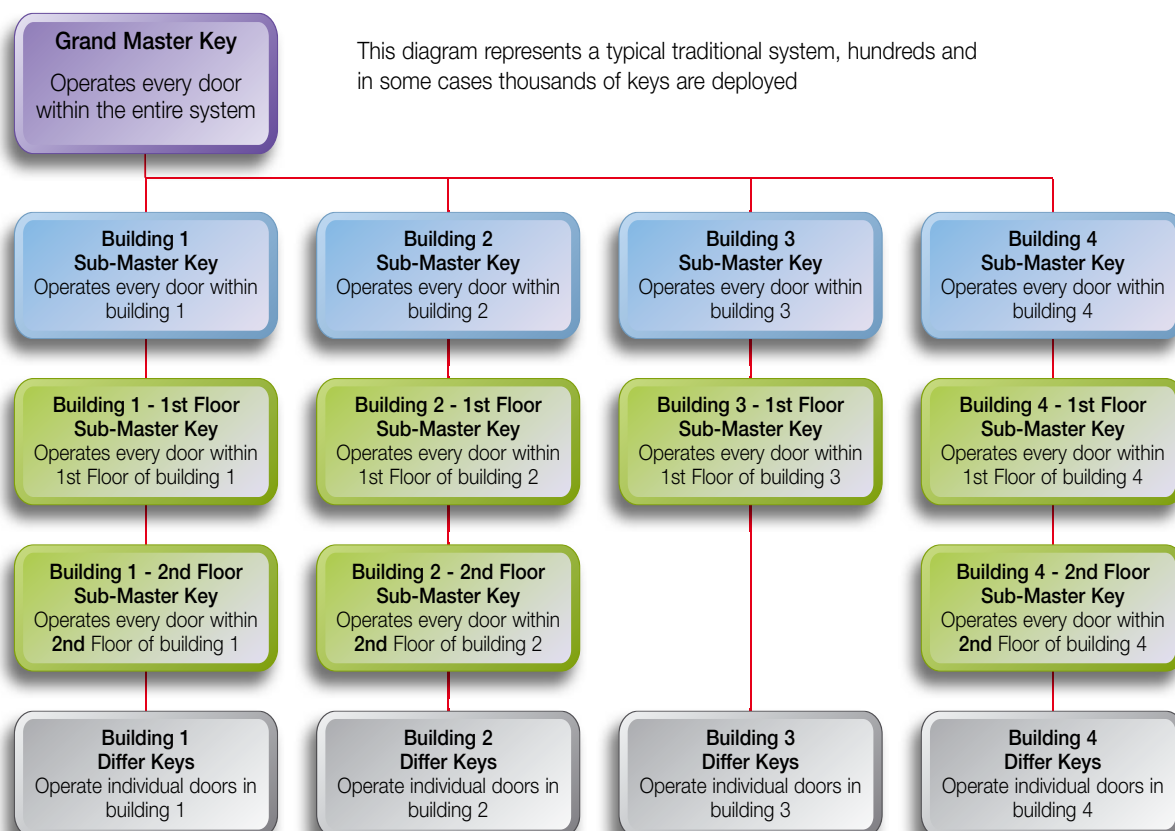 Grand Master Key
Operates every door
within the entire system
This diagram represents a typical traditional system, hundreds and
in some cases thousands of keys are deployed
Building 1
Sub-Master Key
Operates every door within
building 1
Building 2
Sub-Master Key
Operates every door within
building 2
Building 3
Sub-Master Key
Operates every door within
building 3
Building 4
Sub-Master Key
Operates every door within
building 4
Building 1 - 1st Floor
Sub-Master Key
Operates every door within
1st Floor of building 1
Building 2 - 1st Floor
Sub-Master Key
Operates every door within
1st Floor of building 2
Building 3 - 1st Floor
Sub-Master Key
Operates every door within
1st Floor of building 3
Building 4 - 1st Floor
Sub-Master Key
Operates every door within
1st Floor of building 4
Building 1 - 2nd Floor
Sub-Master Key
Operates every door within
2nd Floor of building 1
Building 2 - 2nd Floor
Sub-Master Key
Operates every door within
2nd Floor of building 2
Building 4 - 2nd Floor
Sub-Master Key
Operates every door within
2nd Floor of building 4
Building 1
Differ Keys
Operate individual doors in
building 1
Building 2
Differ Keys
Operate individual doors in
building 2
Building 3
Differ Keys
Operate individual doors in
building 3
Building 4
Differ Keys
Operate individual doors in
building 4